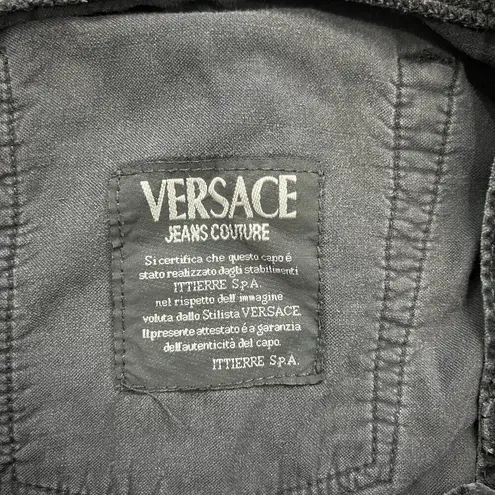 VERSACE
JEANS COUTURE
Si certifica che questo capo é
stato realizzato dagli stabilimenti
ITTIERRE S.p.A.
nel rispetto dell' immagine
voluta dallo Stilista VERSACE.
Il presente attestato é a garanzia
dell'autenticità del capo.
ITTIERRE S.p.A.